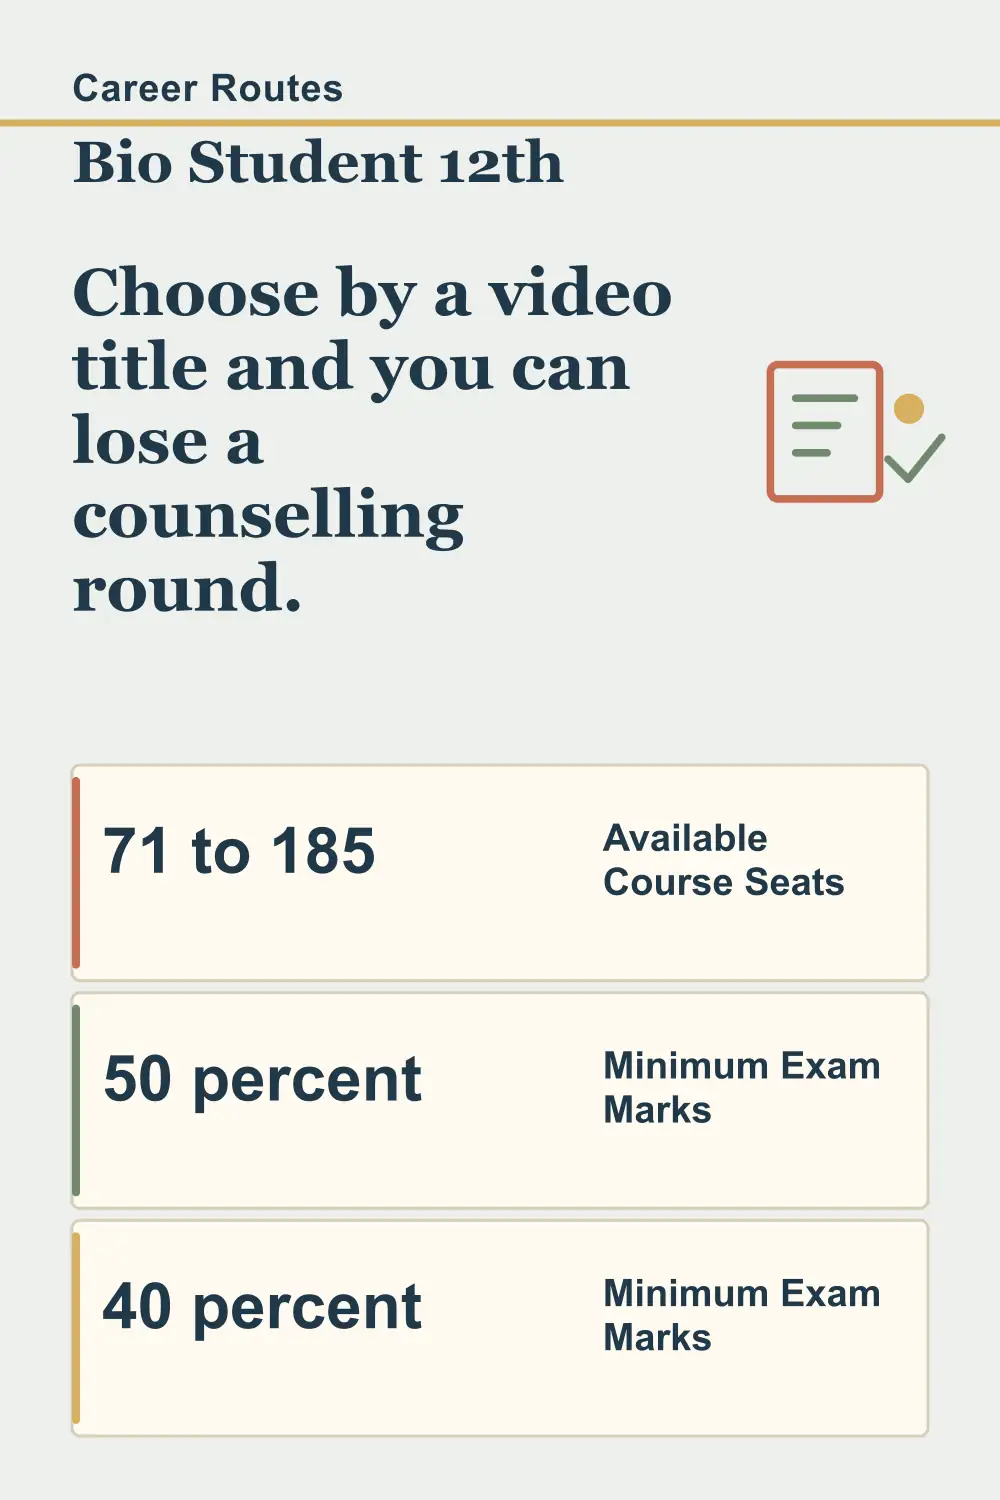 Career Routes
Bio Student 12th
Choose by a video
title and you can
lose a
counselling
round.
71 to 185
Available
Course Seats
50 percent
Minimum Exam
Marks
40 percent
Minimum Exam
Marks